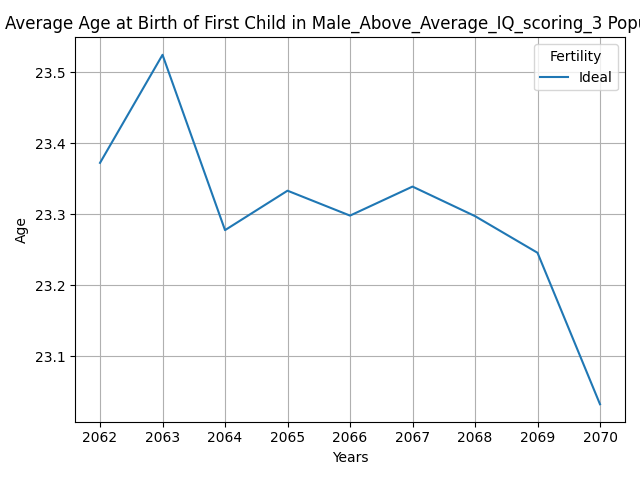 Average Age at Birth of First Child in Male_Above_Average_IQ_scoring_3 Popu
Fertility
Ideal
23.5
23.4
23.3
23.2
23.1
Age
2062 2063 2064 2065 2066 2067 2068 2069 2070
Years